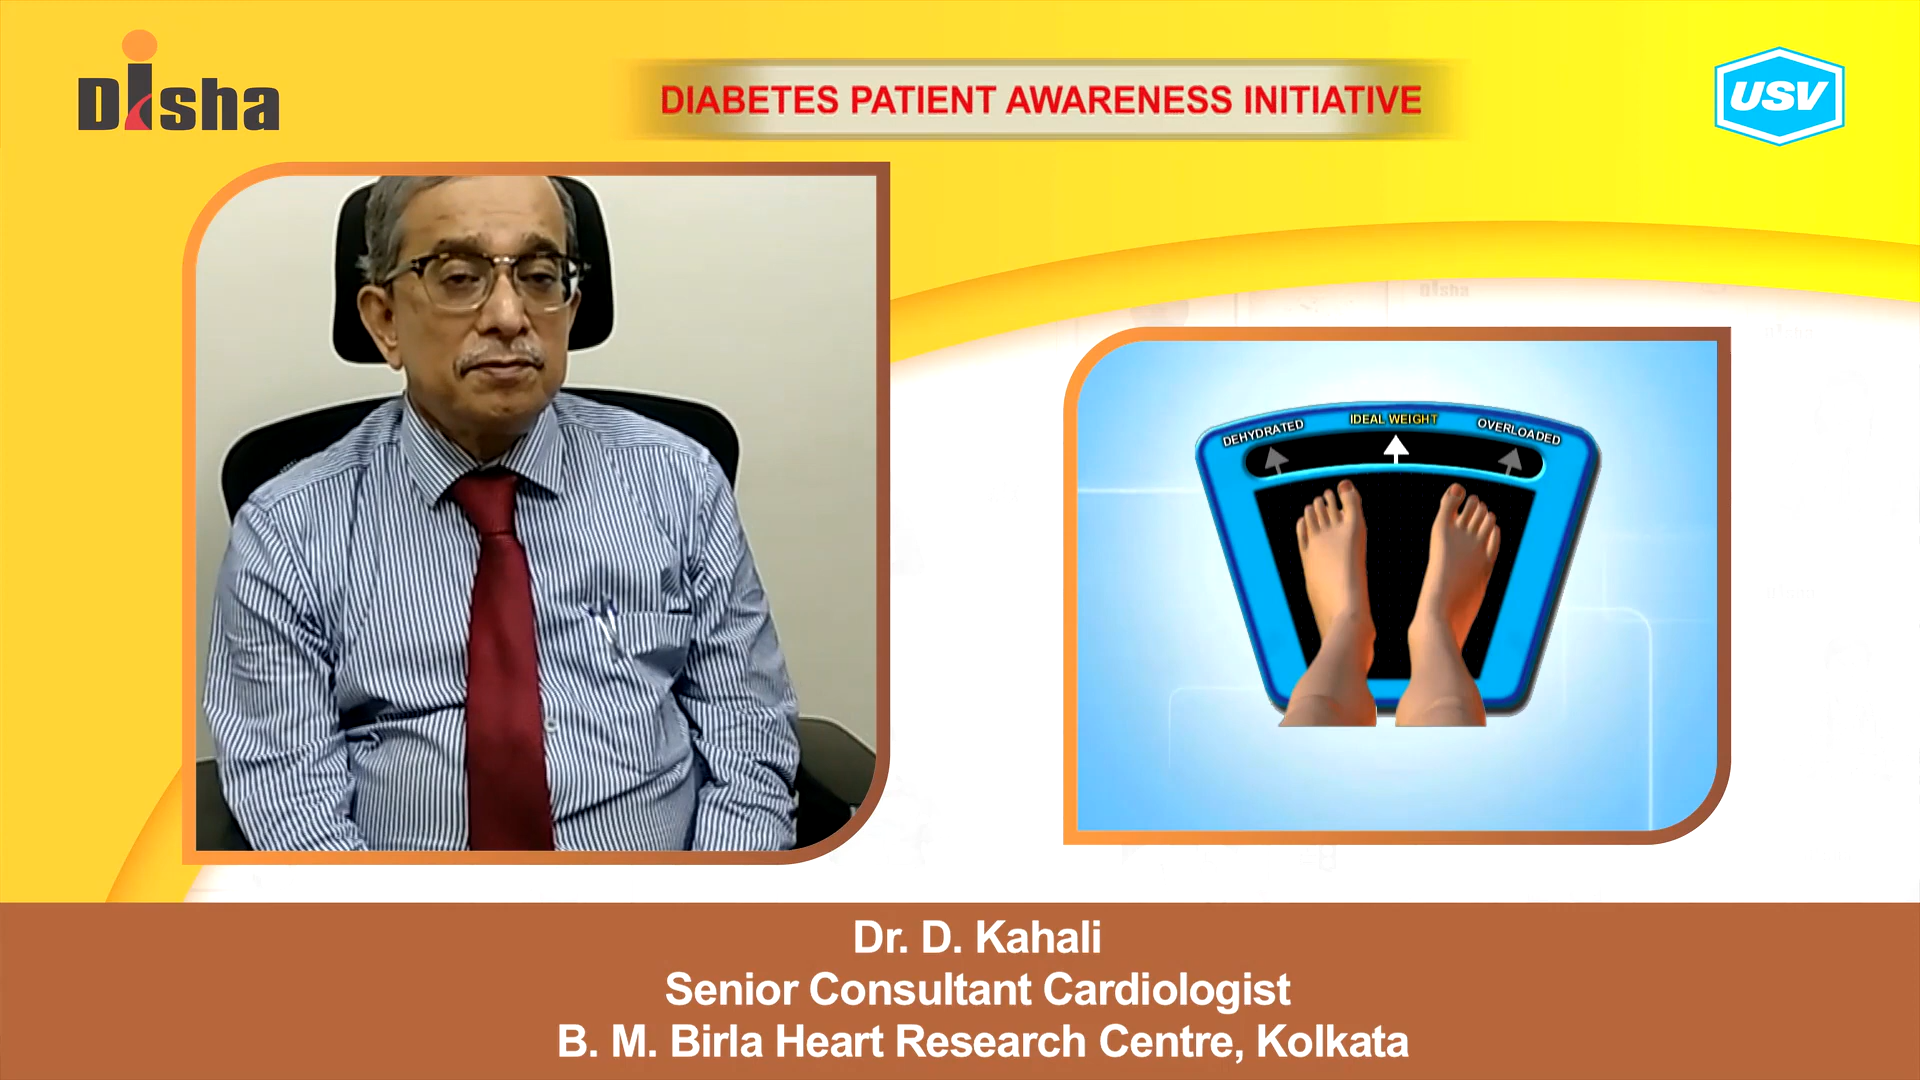 Disha
DIABETES PATIENT AWARENESS INITIATIVE
USV
Disha
DEHYDRATED
IDEAL WEIGHT
OVERLOADED
Dr. D. Kahali
Senior Consultant Cardiologist
B. M. Birla Heart Research Centre, Kolkata